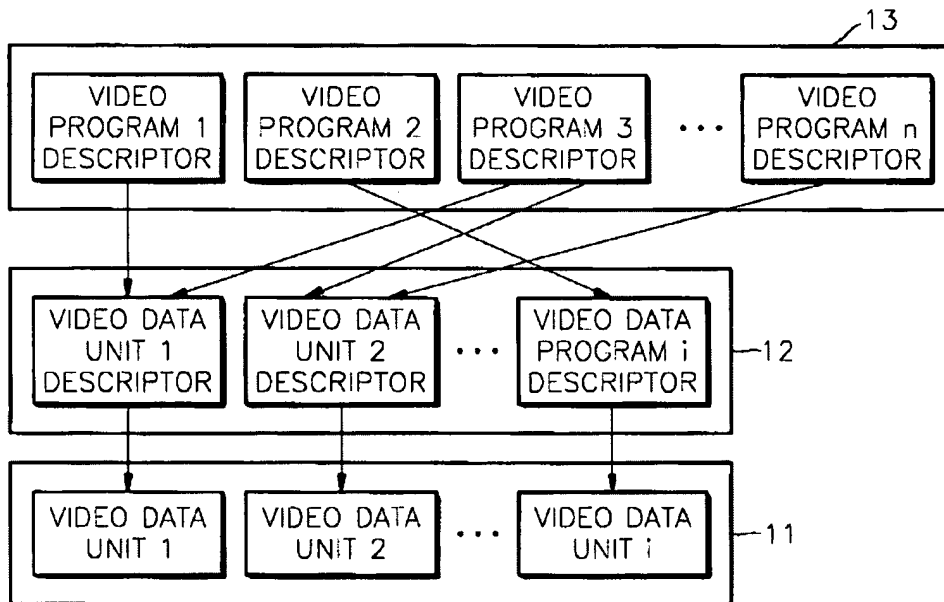 13
VIDEO
PROGRAM 1
DESCRIPTOR
VIDEO
PROGRAM 2
DESCRIPTOR
VIDEO
PROGRAM 3
DESCRIPTOR
...
VIDEO
PROGRAM n
DESCRIPTOR
VIDEO DATA
UNIT 1
DESCRIPTOR
VIDEO DATA
UNIT 2
DESCRIPTOR
...
VIDEO DATA
PROGRAM i
DESCRIPTOR
12
VIDEO DATA
UNIT 1
VIDEO DATA
UNIT 2
...
VIDEO DATA
UNIT i
11